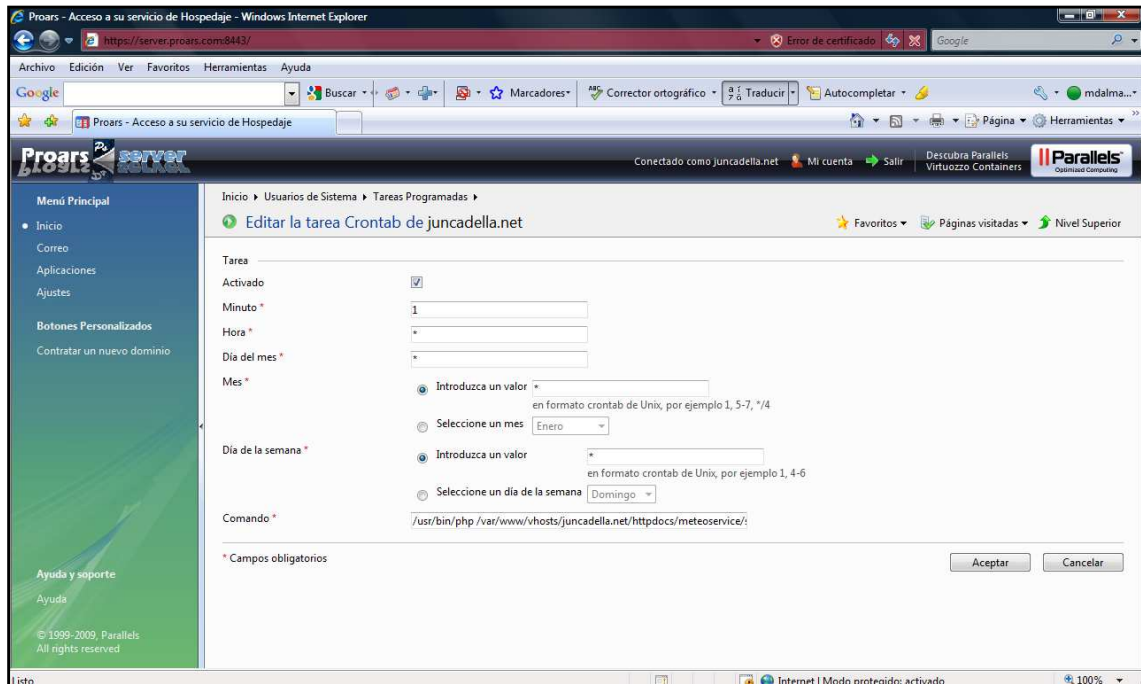 Proars - Acceso a su servicio de Hospedaje - Windows Internet Explorer
https://server.proars.com:8443/
Error de certificado
Google
Archivo Edición Ver Favoritos Herramientas Ayuda
Google Buscar Marcadores ABC Corrector ortográfico Traducir Autocompletar mdalma...
Proars - Acceso a su servicio de Hospedaje
Página Herramientas
Proars server
Conectado como juncadella.net Mi cuenta Salir
Descubra Parallels
Virtuozzo Containers
Parallels
Optimized Computing
Menú Principal
Inicio
Correo
Aplicaciones
Ajustes
Botones Personalizados
Contratar un nuevo dominio
Ayuda y soporte
Ayuda
© 1999-2009, Parallels
All rights reserved
Inicio Usuarios de Sistema Tareas Programadas
Editar la tarea Crontab de juncadella.net
Favoritos Páginas visitadas Nivel Superior
Tarea
Activado
Minuto * 1
Hora * *
Día del mes * *
Mes * Introduzca un valor *
en formato crontab de Unix, por ejemplo 1, 5-7, */4
Seleccione un mes Enero
Día de la semana * Introduzca un valor *
en formato crontab de Unix, por ejemplo 1, 4-6
Seleccione un día de la semana Domingo
Comando * /usr/bin/php /var/www/vhosts/juncadella.net/httpdocs/meteoservice/
* Campos obligatorios
Aceptar Cancelar
Listo
Internet | Modo protegido: activado
100%